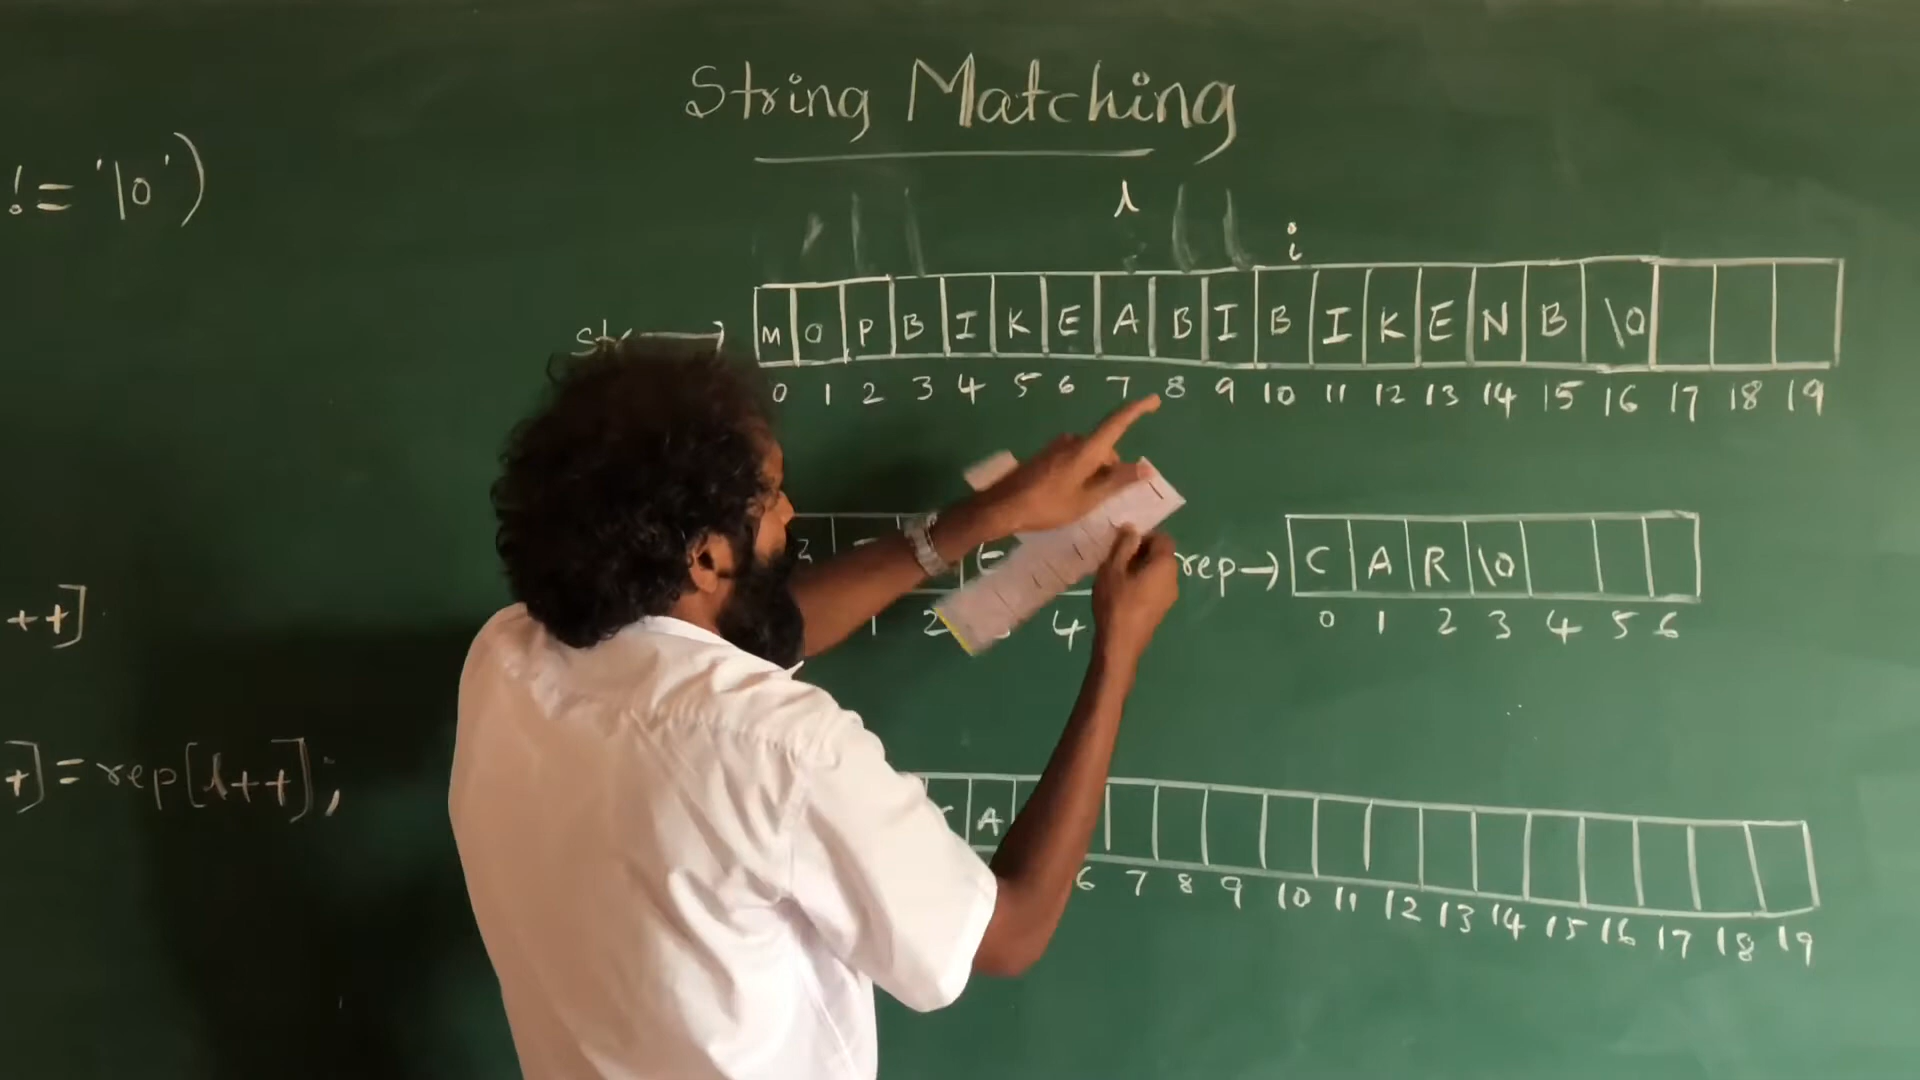 String Matching
!= '\0')
i
str →
M O P B I K E A B I B I K E N B \0
0 1 2 3 4 5 6 7 8 9 10 11 12 13 14 15 16 17 18 19
rep→ C A R \0
1 2 4
0 1 2 3 4 5 6
++]
+] = rep[l++];
A
6 7 8 9 10 11 12 13 14 15 16 17 18 19